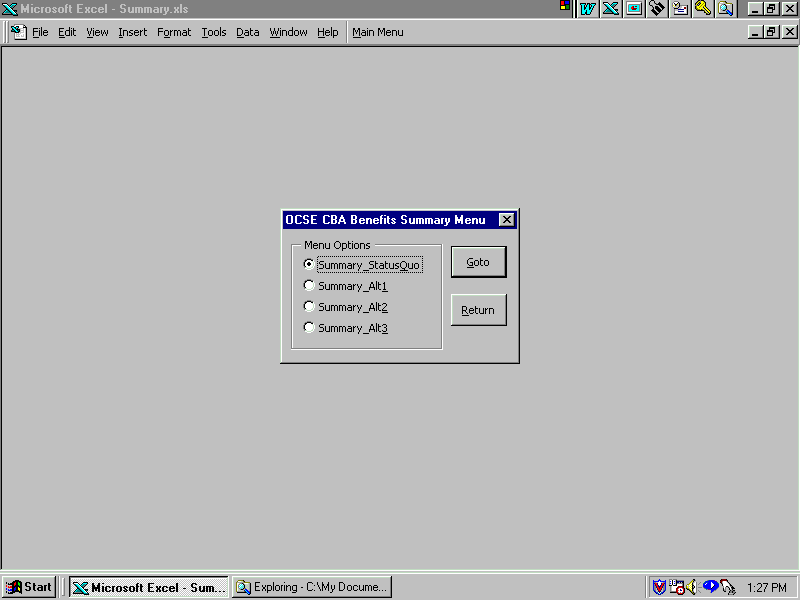 Microsoft Excel - Summary.xls
File Edit View Insert Format Tools Data Window Help Main Menu
OCSE CBA Benefits Summary Menu
Menu Options
Summary_StatusQuo
Summary_Alt1
Summary_Alt2
Summary_Alt3
Goto
Return
Start
Microsoft Excel - Sum...
Exploring - C:\My Docume...
1:27 PM